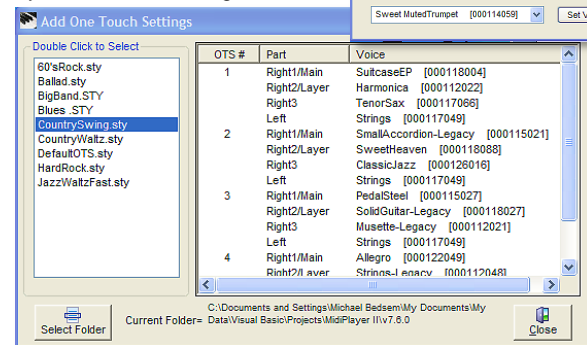 Sweet MutedTrumpet [000114059]
Set V
Add One Touch Settings
Double Click to Select
60'sRock.sty
Ballad.sty
BigBand.STY
Blues .STY
CountrySwing.sty
CountryWaltz.sty
DefaultOTS.sty
HardRock.sty
JazzWaltzFast.sty
OTS # Part Voice
1 Right1/Main SuitcaseEP [000118004]
Right2/Layer Harmonica [000112022]
Right3 TenorSax [000117066]
Left Strings [000117049]
2 Right1/Main SmallAccordion-Legacy [000115021]
Right2/Layer SweetHeaven [000118088]
Right3 ClassicJazz [000126016]
Left Strings [000117049]
3 Right1/Main PedalSteel [000115027]
Right2/Layer SolidGuitar-Legacy [000118027]
Right3 Musette-Legacy [000112021]
Left Strings [000117049]
4 Right1/Main Allegro [000122049]
Right2/Layer Strings-Legacy [000112048]
Select Folder
Current Folder= C:\Documents and Settings\Michael Bedsem\My Documents\My
Data\Visual Basic\Projects\MidiPlayer II\v7.6.0
Close